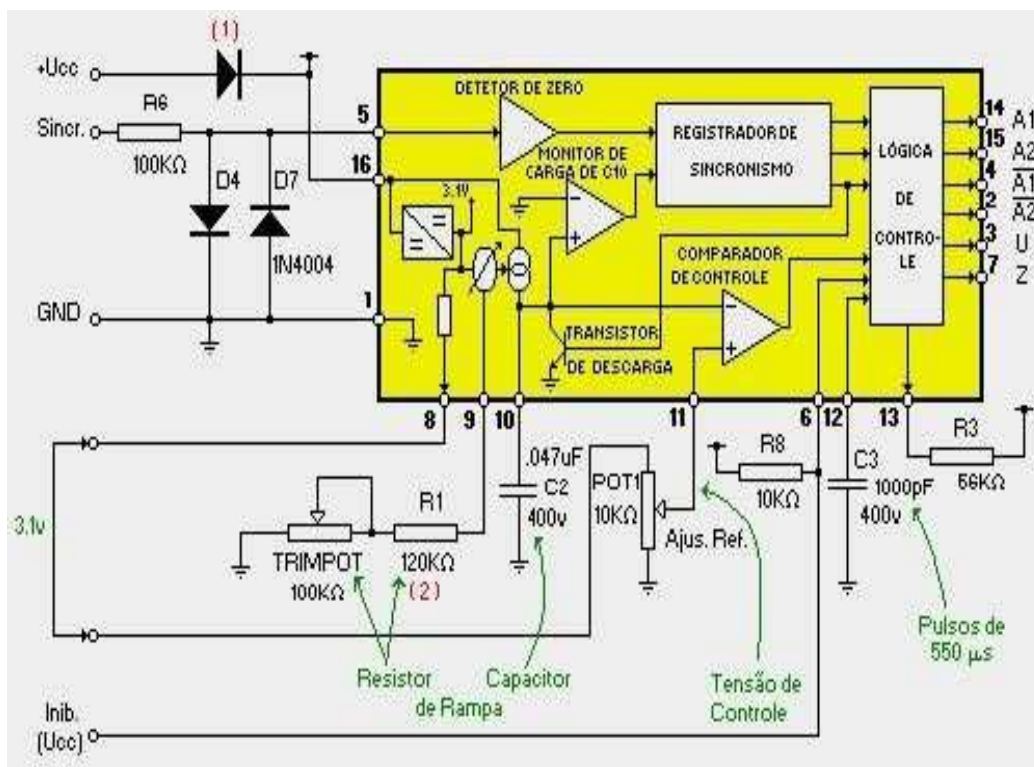 (1)
+Ucc
R6
Sincr.
100KΩ
D4
D7
1N4004
GND
5
16
1
DETETOR DE ZERO
MONITOR DE
CARGA DE C10
3.1V
REGISTRADOR DE
SINCRONISMO
LÓGICA
DE
CONTRO-
LE
COMPARADOR
DE CONTROLE
TRANSISTOR
DE DESCARGA
14 A1
15 A2
4 A1
2 A2
3 U
7 Z
8
9
10
11
6
12
13
3.1v
TRIMPOT
100KΩ
R1
120KΩ
(2)
.047uF
C2
400v
POT1
10KΩ
Ajus. Ref.
R8
10KΩ
C3
1000pF
400v
R3
56KΩ
Resistor
Capacitor
de Rampa
Tensão de
Controle
Pulsos de
550 µs
Inib.
(Ucc)